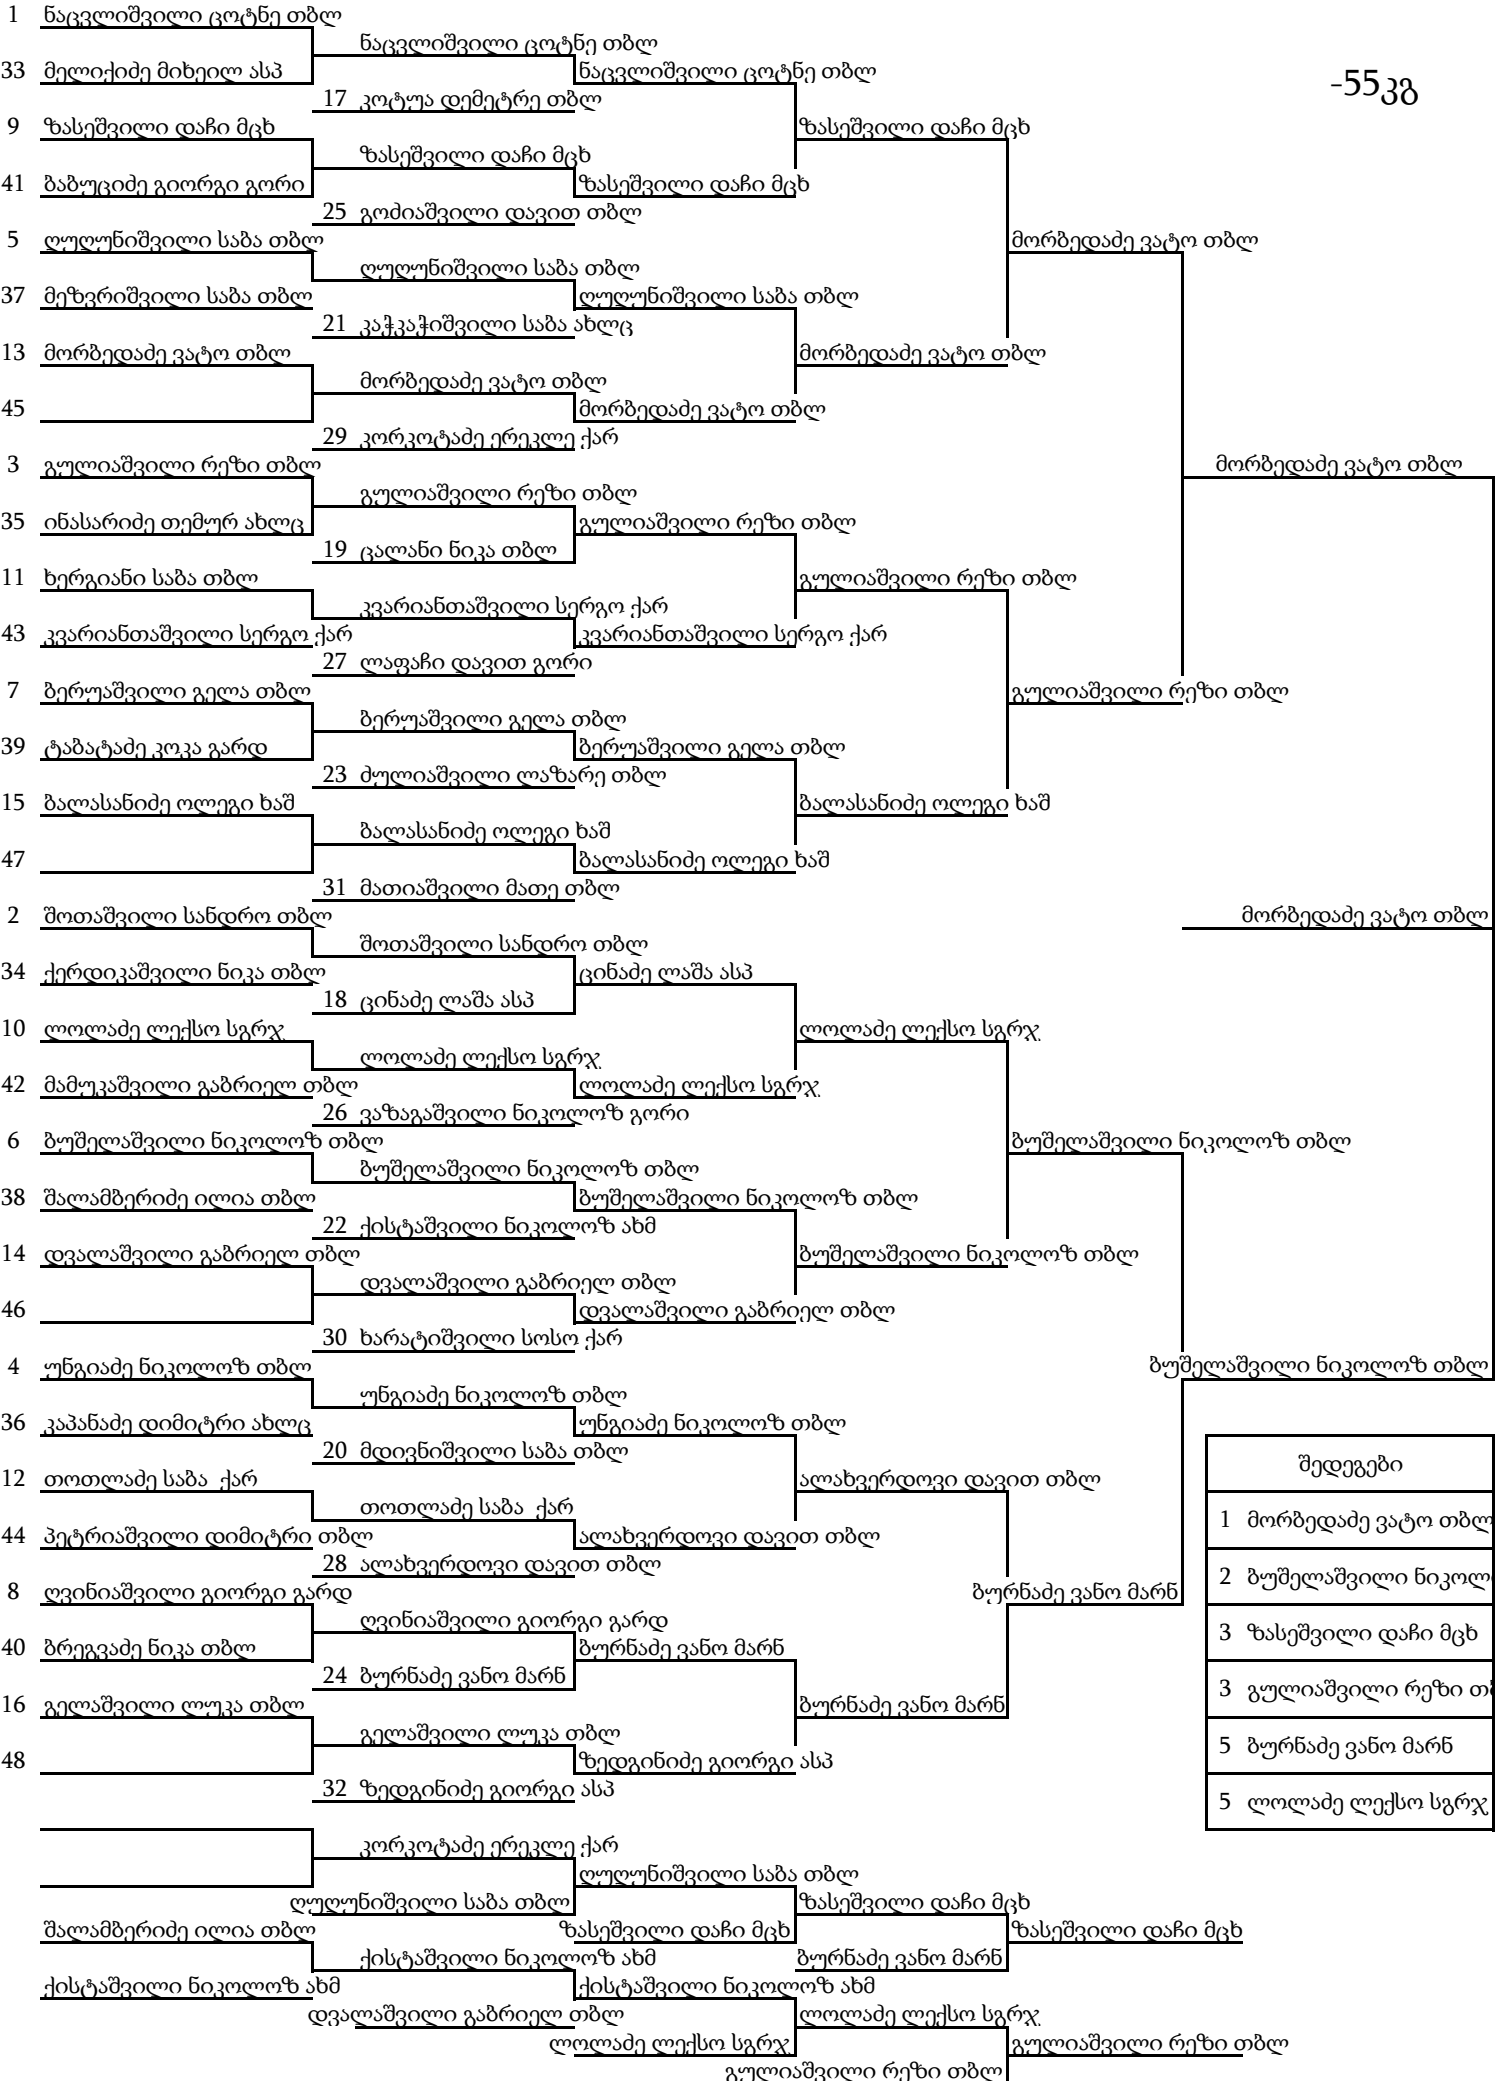 1 ნაცვლიშვილი ცოტნე თბლ
ნაცვლიშვილი ცოტნე თბლ
33 მელიქიძე მიხეილ ასპ
ნაცვლიშვილი ცოტნე თბლ
-55კგ
17 კოტუა დემეტრე თბლ
9 ზასეშვილი დაჩი მცხ
ზასეშვილი დაჩი მცხ
ზასეშვილი დაჩი მცხ
41 ბაბუციძე გიორგი გორი
ზასეშვილი დაჩი მცხ
25 გოძიაშვილი დავით თბლ
5 ღუღუნიშვილი საბა თბლ
მორბედაძე ვატო თბლ
ღუღუნიშვილი საბა თბლ
37 მეზვრიშვილი საბა თბლ
ღუღუნიშვილი საბა თბლ
21 კაჭკაჭიშვილი საბა ახლც
13 მორბედაძე ვატო თბლ
მორბედაძე ვატო თბლ
მორბედაძე ვატო თბლ
45
მორბედაძე ვატო თბლ
29 კორკოტაძე ერეკლე ქარ
3 გულიაშვილი რეზი თბლ
მორბედაძე ვატო თბლ
გულიაშვილი რეზი თბლ
35 ინასარიძე თემურ ახლც
გულიაშვილი რეზი თბლ
19 ცალანი ნიკა თბლ
11 ხერგიანი საბა თბლ
გულიაშვილი რეზი თბლ
კვარიანთაშვილი სერგო ქარ
43 კვარიანთაშვილი სერგო ქარ
კვარიანთაშვილი სერგო ქარ
27 ლაფაჩი დავით გორი
7 ბერუაშვილი გელა თბლ
გულიაშვილი რეზი თბლ
ბერუაშვილი გელა თბლ
39 ტაბატაძე კოკა გარდ
ბერუაშვილი გელა თბლ
23 ძულიაშვილი ლაზარე თბლ
15 ბალასანიძე ოლეგი ხაშ
ბალასანიძე ოლეგი ხაშ
ბალასანიძე ოლეგი ხაშ
47
ბალასანიძე ოლეგი ხაშ
31 მათიაშვილი მათე თბლ
2 შოთაშვილი სანდრო თბლ
მორბედაძე ვატო თბლ
შოთაშვილი სანდრო თბლ
34 ქერდიკაშვილი ნიკა თბლ
ცინაძე ლაშა ასპ
18 ცინაძე ლაშა ასპ
10 ლოლაძე ლექსო სგრჯ
ლოლაძე ლექსო სგრჯ
ლოლაძე ლექსო სგრჯ
42 მამუკაშვილი გაბრიელ თბლ
ლოლაძე ლექსო სგრჯ
26 ვაზაგაშვილი ნიკოლოზ გორი
6 ბუშელაშვილი ნიკოლოზ თბლ
ბუშელაშვილი ნიკოლოზ თბლ
ბუშელაშვილი ნიკოლოზ თბლ
38 შალამბერიძე ილია თბლ
ბუშელაშვილი ნიკოლოზ თბლ
22 ქისტაშვილი ნიკოლოზ ახმ
14 დვალაშვილი გაბრიელ თბლ
ბუშელაშვილი ნიკოლოზ თბლ
დვალაშვილი გაბრიელ თბლ
46
დვალაშვილი გაბრიელ თბლ
30 ხარატიშვილი სოსო ქარ
4 უნგიაძე ნიკოლოზ თბლ
ბუშელაშვილი ნიკოლოზ თბლ
უნგიაძე ნიკოლოზ თბლ
36 კაპანაძე დიმიტრი ახლც
უნგიაძე ნიკოლოზ თბლ
20 მდივნიშვილი საბა თბლ
შედეგები
12 თოთლაძე საბა ქარ
ალახვერდოვი დავით თბლ
თოთლაძე საბა ქარ
1 მორბედაძე ვატო თბლ
44 პეტრიაშვილი დიმიტრი თბლ
ალახვერდოვი დავით თბლ
28 ალახვერდოვი დავით თბლ
2 ბუშელაშვილი ნიკოლ
8 ღვინიაშვილი გიორგი გარდ
ბურნაძე ვანო მარნ
ღვინიაშვილი გიორგი გარდ
3 ზასეშვილი დაჩი მცხ
40 ბრეგვაძე ნიკა თბლ
ბურნაძე ვანო მარნ
24 ბურნაძე ვანო მარნ
3 გულიაშვილი რეზი თბ
16 გელაშვილი ლუკა თბლ
ბურნაძე ვანო მარნ
გელაშვილი ლუკა თბლ
5 ბურნაძე ვანო მარნ
48
ზედგინიძე გიორგი ასპ
32 ზედგინიძე გიორგი ასპ
5 ლოლაძე ლექსო სგრჯ
კორკოტაძე ერეკლე ქარ
ღუღუნიშვილი საბა თბლ
ღუღუნიშვილი საბა თბლ
ზასეშვილი დაჩი მცხ
შალამბერიძე ილია თბლ
ზასეშვილი დაჩი მცხ
ზასეშვილი დაჩი მცხ
ქისტაშვილი ნიკოლოზ ახმ
ბურნაძე ვანო მარნ
ქისტაშვილი ნიკოლოზ ახმ
ქისტაშვილი ნიკოლოზ ახმ
დვალაშვილი გაბრიელ თბლ
ლოლაძე ლექსო სგრჯ
ლოლაძე ლექსო სგრჯ
გულიაშვილი რეზი თბლ
გულიაშვილი რეზი თბლ